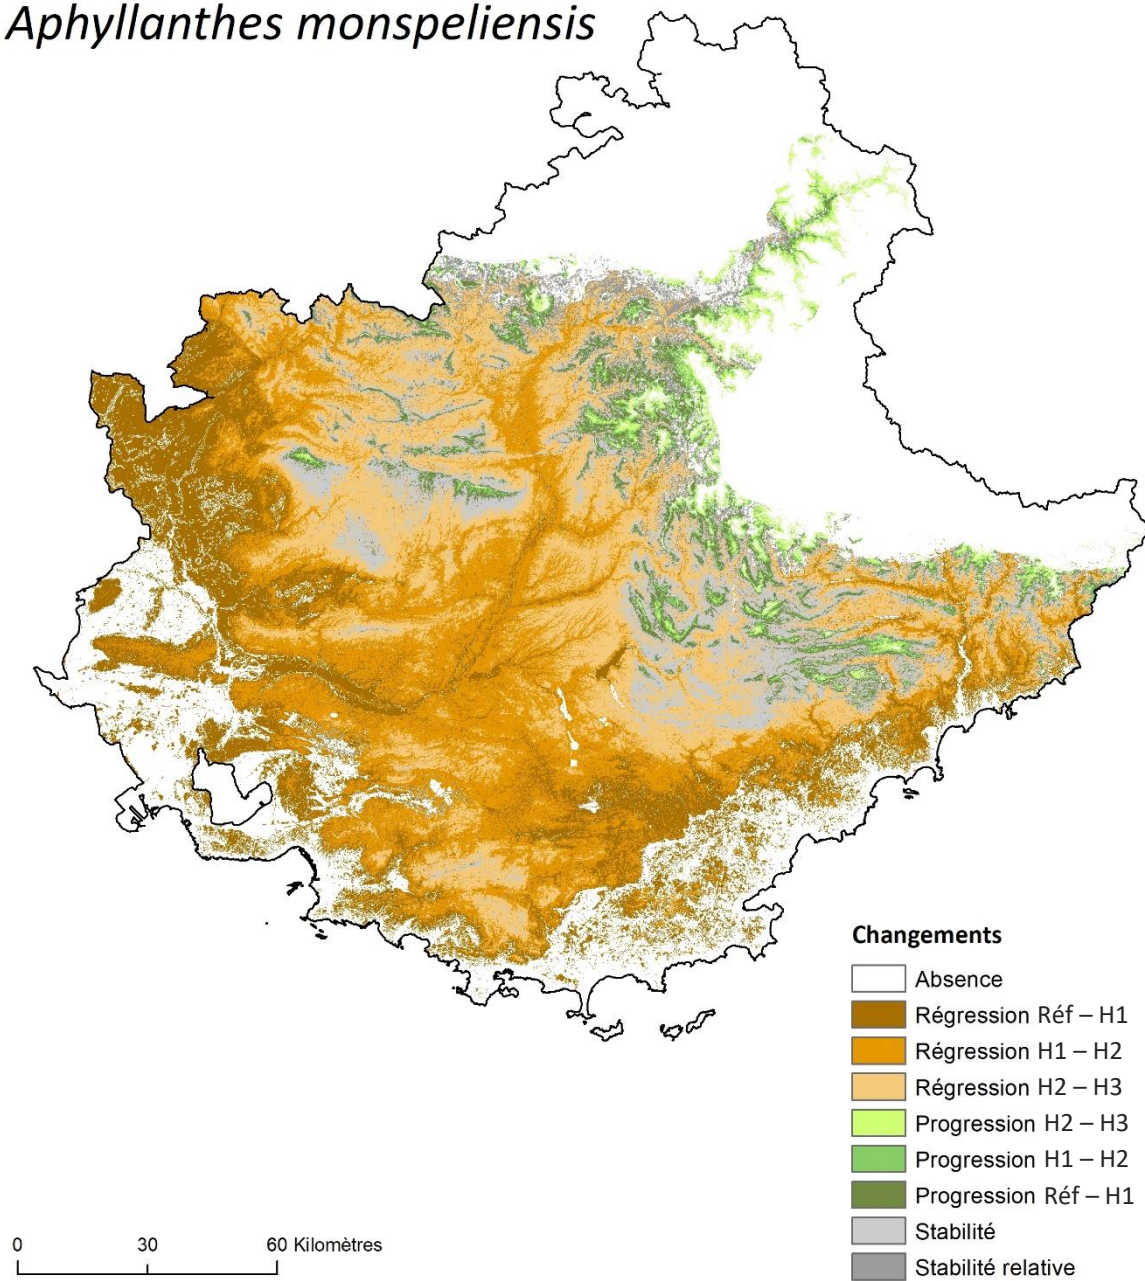 Aphyllanthes monspeliensis
Changements
Absence
Régression Réf – H1
Régression H1 – H2
Régression H2 – H3
Progression H2 – H3
Progression H1 – H2
Progression Réf – H1
Stabilité
Stabilité relative
0 30 60 Kilomètres